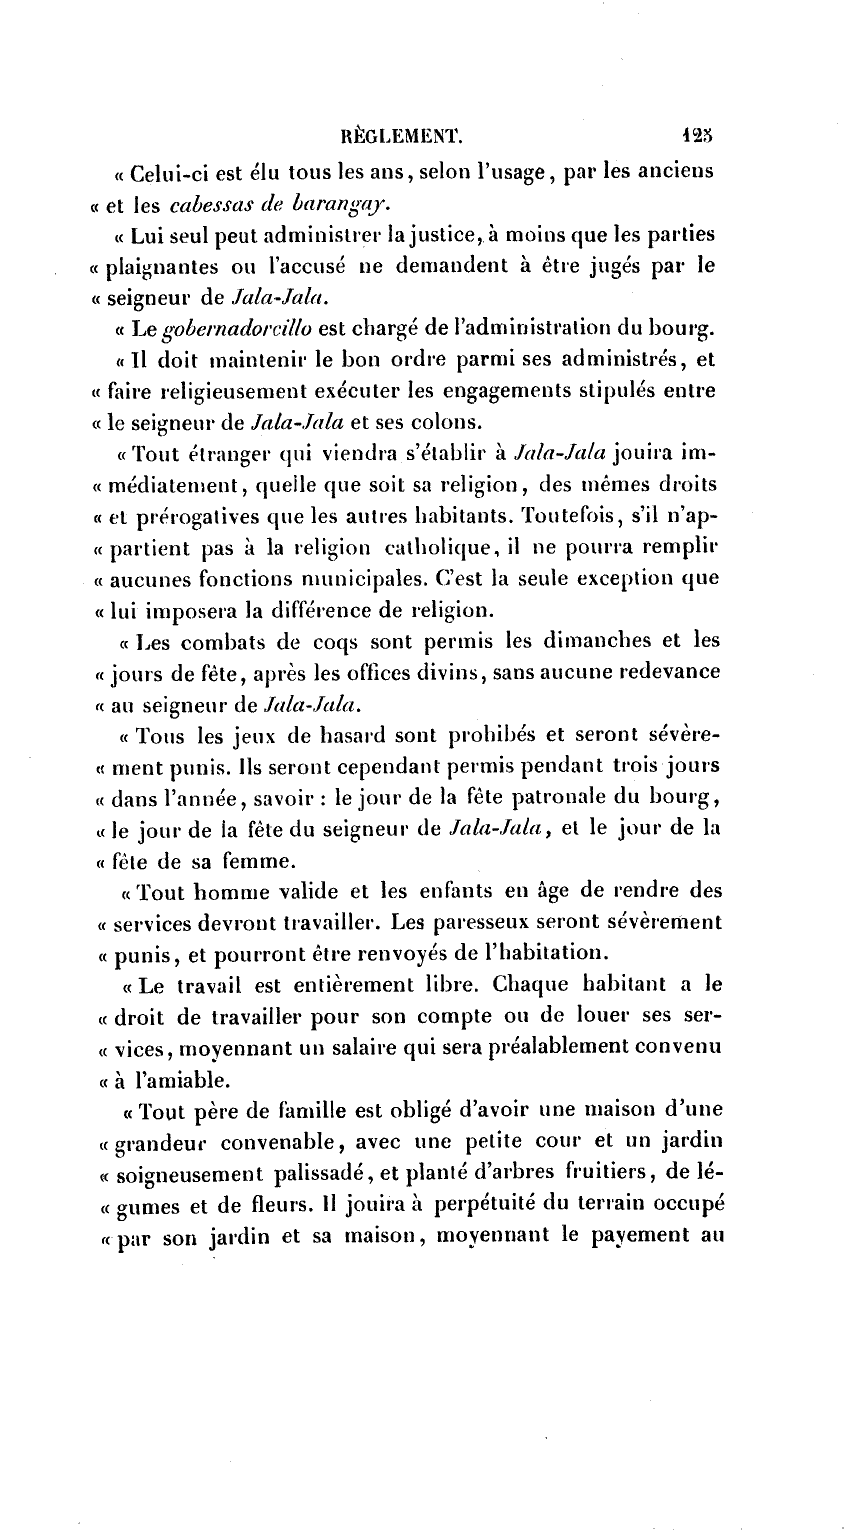 RÈGLEMENT. 125
« Celui-ci est élu tous les ans, selon l'usage, par les anciens
« et les cabessas de barangay.
« Lui seul peut administrer la justice, à moins que les parties
« plaignantes ou l'accusé ne demandent à être jugés par le
« seigneur de Jala-Jala.
« Le gobernadorcillo est chargé de l'administration du bourg.
« Il doit maintenir le bon ordre parmi ses administrés, et
« faire religieusement exécuter les engagements stipulés entre
« le seigneur de Jala-Jala et ses colons.
« Tout étranger qui viendra s'établir à Jala-Jala jouira im-
« médiatement, quelle que soit sa religion, des mêmes droits
« et prérogatives que les autres habitants. Toutefois, s'il n'ap-
« partient pas à la religion catholique, il ne pourra remplir
« aucunes fonctions municipales. C'est la seule exception que
« lui imposera la différence de religion.
« Les combats de coqs sont permis les dimanches et les
« jours de fête, après les offices divins, sans aucune redevance
« au seigneur de Jala-Jala.
« Tous les jeux de hasard sont prohibés et seront sévère-
« ment punis. Ils seront cependant permis pendant trois jours
« dans l'année, savoir : le jour de la fête patronale du bourg,
« le jour de la fête du seigneur de Jala-Jala, et le jour de la
« fête de sa femme.
« Tout homme valide et les enfants en âge de rendre des
« services devront travailler. Les paresseux seront sévèrement
« punis, et pourront être renvoyés de l'habitation.
« Le travail est entièrement libre. Chaque habitant a le
« droit de travailler pour son compte ou de louer ses ser-
« vices, moyennant un salaire qui sera préalablement convenu
« à l'amiable.
« Tout père de famille est obligé d'avoir une maison d'une
« grandeur convenable, avec une petite cour et un jardin
« soigneusement palissadé, et planté d'arbres fruitiers, de lé-
« gumes et de fleurs. Il jouira à perpétuité du terrain occupé
« par son jardin et sa maison, moyennant le payement au